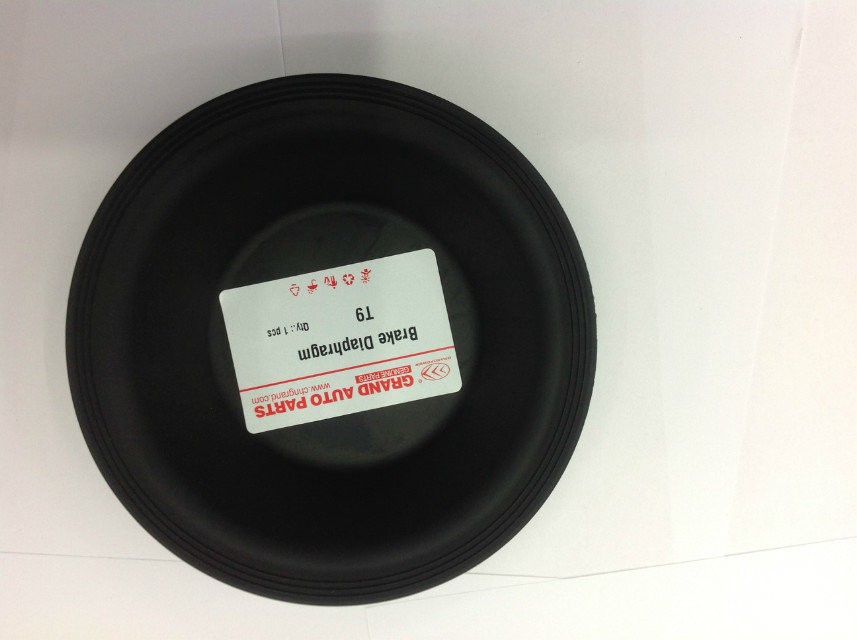 GRAND AUTO PARTS
GENUINE PARTS www.chngrand.com
Brake Diaphragm
T9
Qty.: 1 pcs